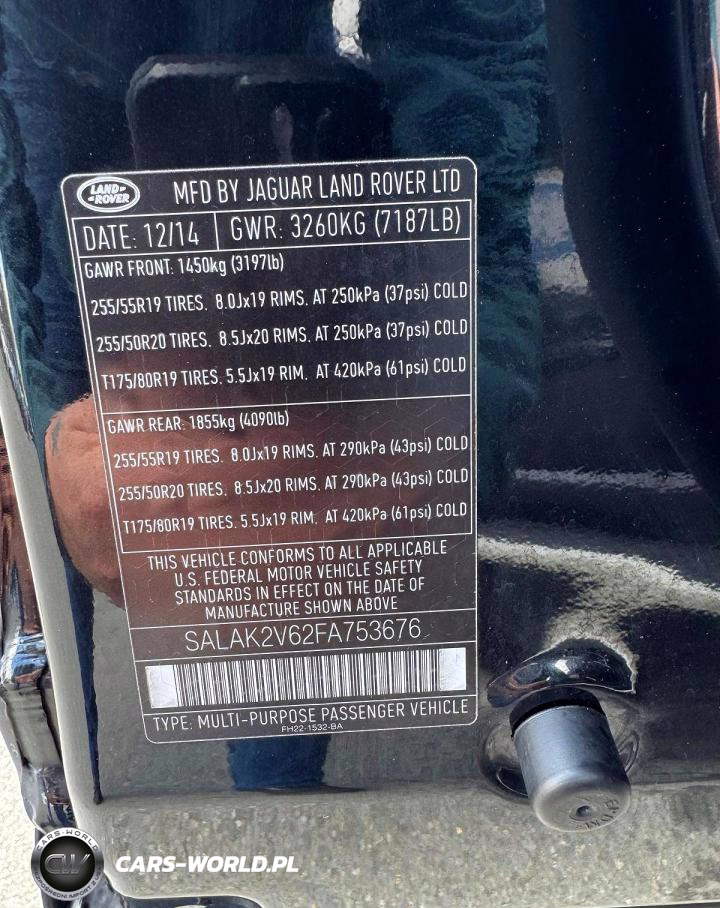 LAND-
-ROVER
MFD BY JAGUAR LAND ROVER LTD
DATE: 12/14
GWR: 3260KG (7187LB)
GAWR FRONT: 1450kg (3197lb)
255/55R19 TIRES. 8.0Jx19 RIMS. AT 250kPa (37psi) COLD
255/50R20 TIRES. 8.5Jx20 RIMS. AT 250kPa (37psi) COLD
T175/80R19 TIRES. 5.5Jx19 RIM. AT 420kPa (61psi) COLD
GAWR REAR: 1855kg (4090lb)
255/55R19 TIRES. 8.0Jx19 RIMS. AT 290kPa (43psi) COLD
255/50R20 TIRES. 8.5Jx20 RIMS. AT 290kPa (43psi) COLD
T175/80R19 TIRES. 5.5Jx19 RIM. AT 420kPa (61psi) COLD
THIS VEHICLE CONFORMS TO ALL APPLICABLE
U.S. FEDERAL MOTOR VEHICLE SAFETY
STANDARDS IN EFFECT ON THE DATE OF
MANUFACTURE SHOWN ABOVE
SALAK2V62FA753676
TYPE: MULTI-PURPOSE PASSENGER VEHICLE
FH22-1532-BA
CARS-WORLD
CW
CARS-WORLD.PL